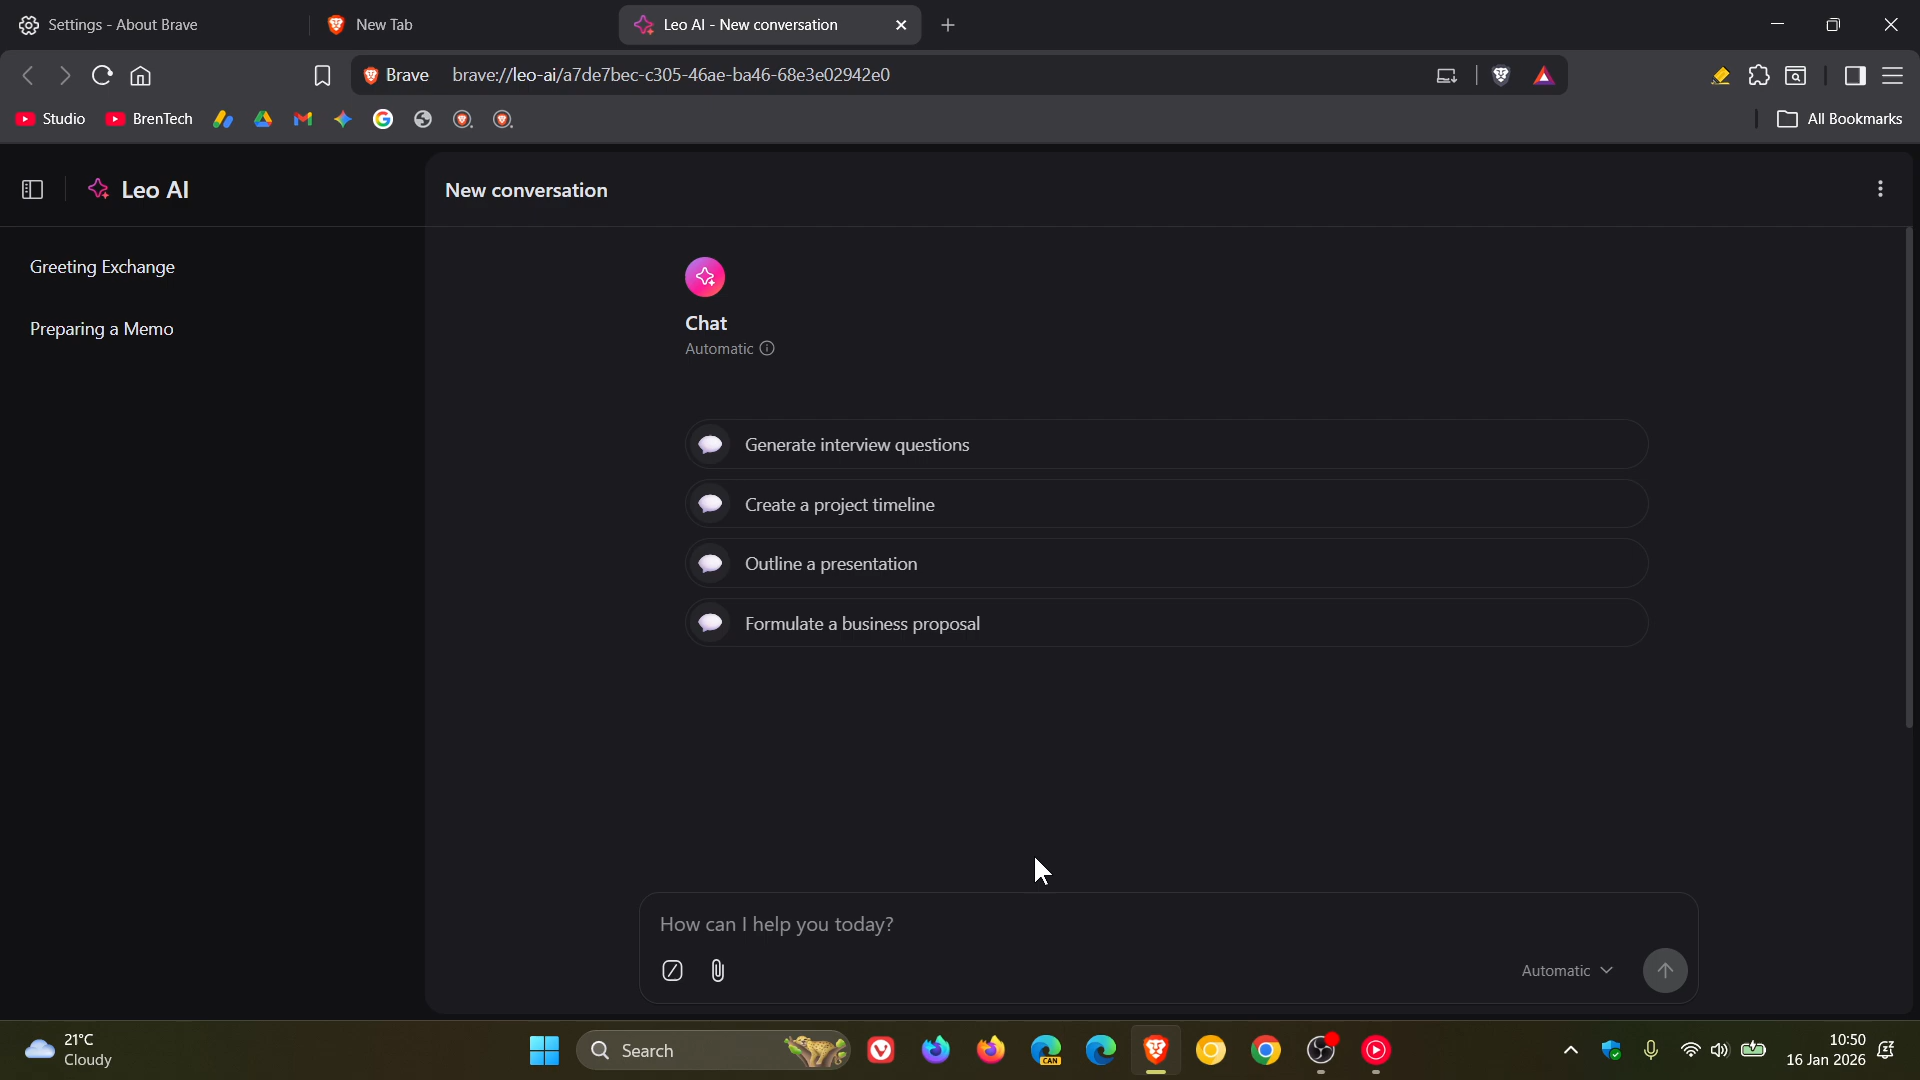 Settings - About Brave
New Tab
Leo AI - New conversation
Brave
brave://leo-ai/a7de7bec-c305-46ae-ba46-68e3e02942e0
Studio
BrenTech
All Bookmarks
Leo AI
New conversation
Greeting Exchange
Preparing a Memo
Chat
Automatic
Generate interview questions
Create a project timeline
Outline a presentation
Formulate a business proposal
How can I help you today?
Automatic
21°C
Cloudy
Search
CAN
10:50
16 Jan 2026